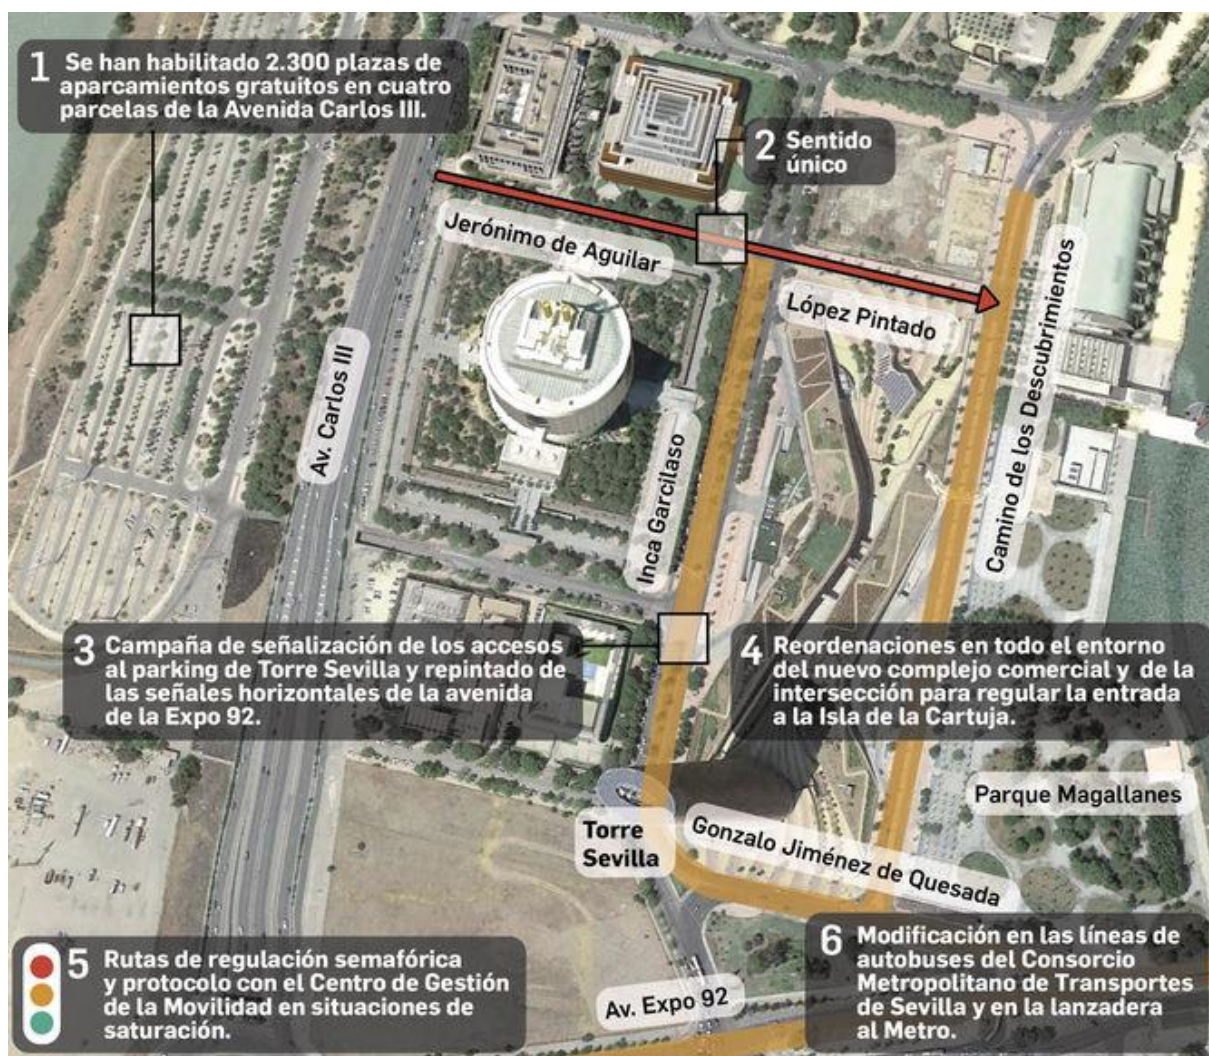 1 Se han habilitado 2.300 plazas de
aparcamientos gratuitos en cuatro
parcelas de la Avenida Carlos III.
2 Sentido
único
Jerónimo de Aguilar
López Pintado
Av. Carlos III
Inca Garcilaso
Camino de los Descubrimientos
3 Campaña de señalización de los accesos
al parking de Torre Sevilla y repintado de
las señales horizontales de la avenida
de la Expo 92.
4 Reordenaciones en todo el entorno
del nuevo complejo comercial y de la
intersección para regular la entrada
a la Isla de la Cartuja.
Parque Magallanes
Torre
Sevilla
Gonzalo Jiménez de Quesada
5 Rutas de regulación semafórica
y protocolo con el Centro de Gestión
de la Movilidad en situaciones de
saturación.
Av. Expo 92
6 Modificación en las líneas de
autobuses del Consorcio
Metropolitano de Transportes
de Sevilla y en la lanzadera
al Metro.